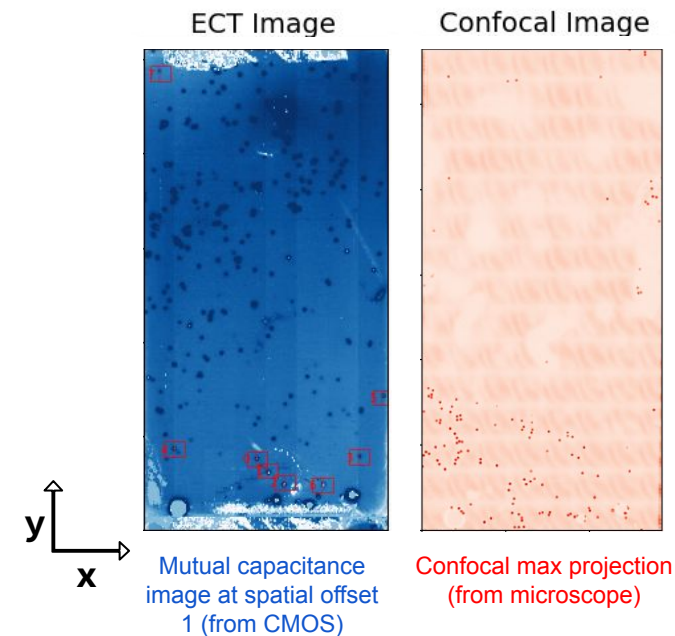 ECT Image
Confocal Image
y
x
Mutual capacitance
image at spatial offset
1 (from CMOS)
Confocal max projection
(from microscope)